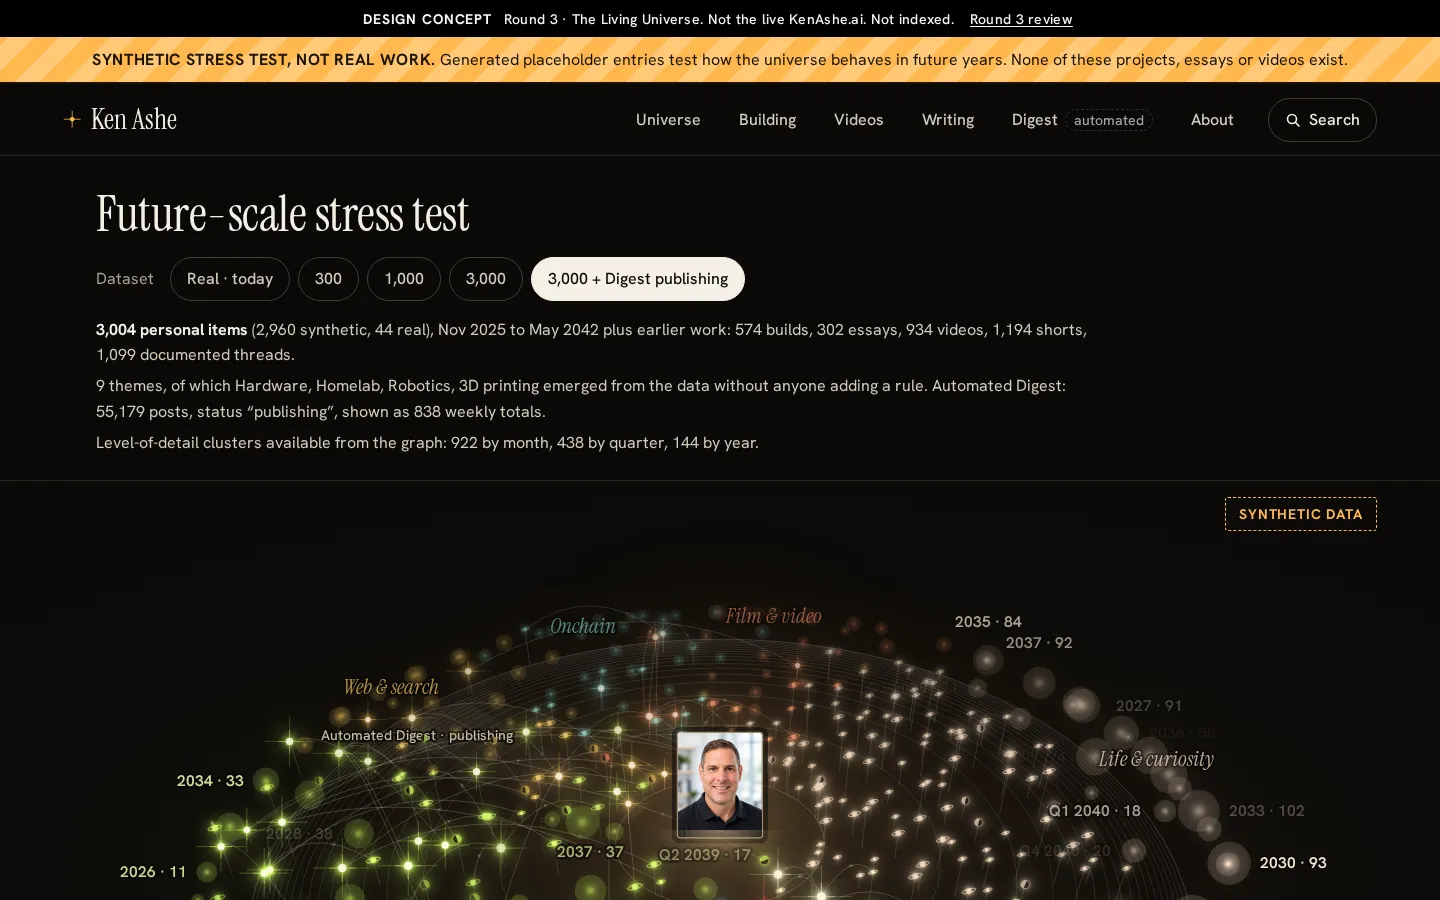 DESIGN CONCEPT Round 3 · The Living Universe. Not the live KenAshe.ai. Not indexed. Round 3 review
SYNTHETIC STRESS TEST, NOT REAL WORK. Generated placeholder entries test how the universe behaves in future years. None of these projects, essays or videos exist.
Ken Ashe
Universe Building Videos Writing Digest automated About Search
Future-scale stress test
Dataset Real · today 300 1,000 3,000 3,000 + Digest publishing
3,004 personal items (2,960 synthetic, 44 real), Nov 2025 to May 2042 plus earlier work: 574 builds, 302 essays, 934 videos, 1,194 shorts,
1,099 documented threads.
9 themes, of which Hardware, Homelab, Robotics, 3D printing emerged from the data without anyone adding a rule. Automated Digest:
55,179 posts, status “publishing”, shown as 838 weekly totals.
Level-of-detail clusters available from the graph: 922 by month, 438 by quarter, 144 by year.
SYNTHETIC DATA
Film & video
Onchain
2035 · 84
2037 · 92
Web & search
2027 · 91
Automated Digest · publishing
2036 · 88
Life & curiosity
2034 · 33
Q1 2040 · 18
2033 · 102
2028 · 38
2037 · 37
Q2 2039 · 17
2030 · 93
2026 · 11